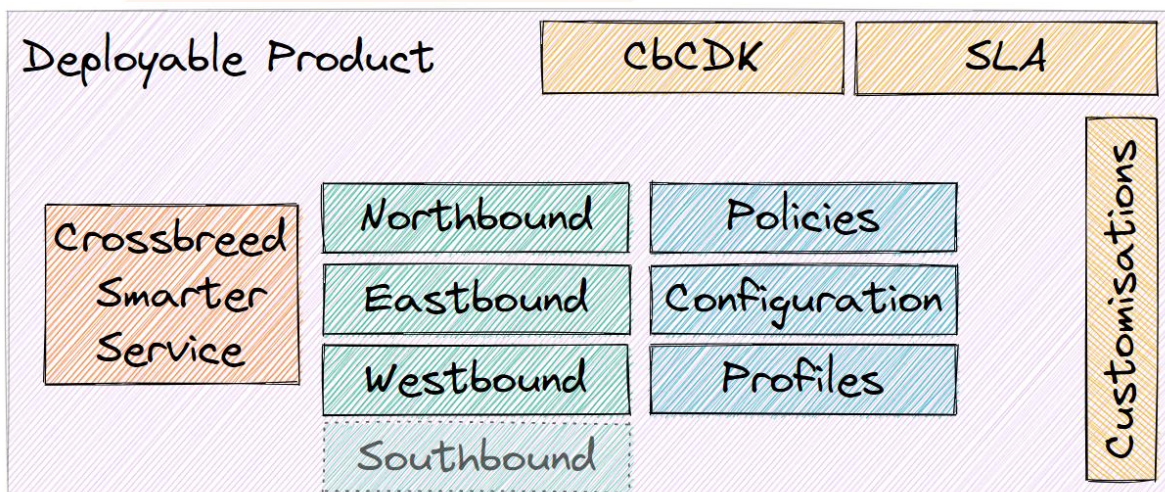 Deployable Product
CbCDK
SLA
Customisations
Crossbreed
Smarter
Service
Northbound
Eastbound
Westbound
Southbound
Policies
Configuration
Profiles